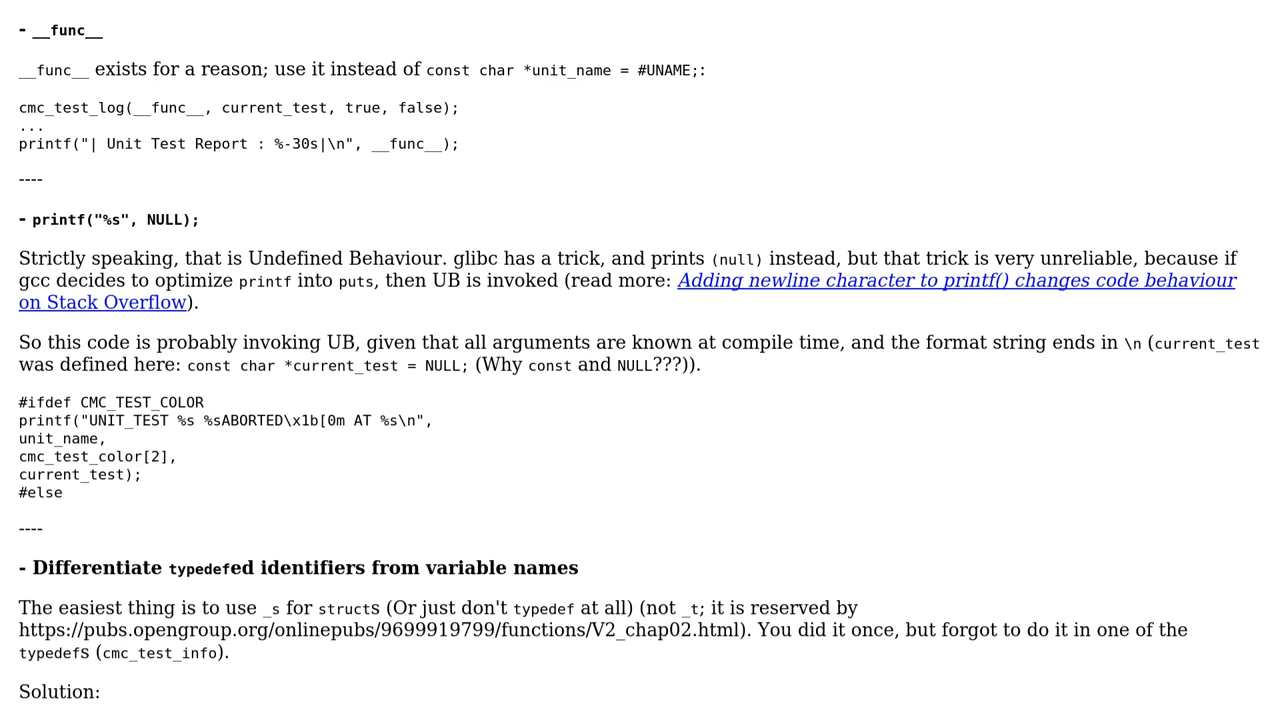 - __func__
__func__ exists for a reason; use it instead of const char *unit_name = #UNAME;:
cmc_test_log(__func__, current_test, true, false);
...
printf("| Unit Test Report : %-30s|\n", __func__);
----
- printf("%s", NULL);
Strictly speaking, that is Undefined Behaviour. glibc has a trick, and prints (null) instead, but that trick is very unreliable, because if
gcc decides to optimize printf into puts, then UB is invoked (read more: Adding newline character to printf() changes code behaviour
on Stack Overflow).
So this code is probably invoking UB, given that all arguments are known at compile time, and the format string ends in \n (current_test
was defined here: const char *current_test = NULL; (Why const and NULL???)).
#ifdef CMC_TEST_COLOR
printf("UNIT_TEST %s %sABORTED\x1b[0m AT %s\n",
unit_name,
cmc_test_color[2],
current_test);
#else
----
- Differentiate typedefed identifiers from variable names
The easiest thing is to use _s for structs (Or just don't typedef at all) (not _t; it is reserved by
https://pubs.opengroup.org/onlinepubs/9699919799/functions/V2_chap02.html). You did it once, but forgot to do it in one of the
typedefs (cmc_test_info).
Solution: